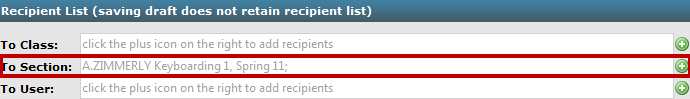 Recipient List (saving draft does not retain recipient list)
To Class: click the plus icon on the right to add recipients
To Section: A.ZIMMERLY Keyboarding 1, Spring 11;
To User: click the plus icon on the right to add recipients